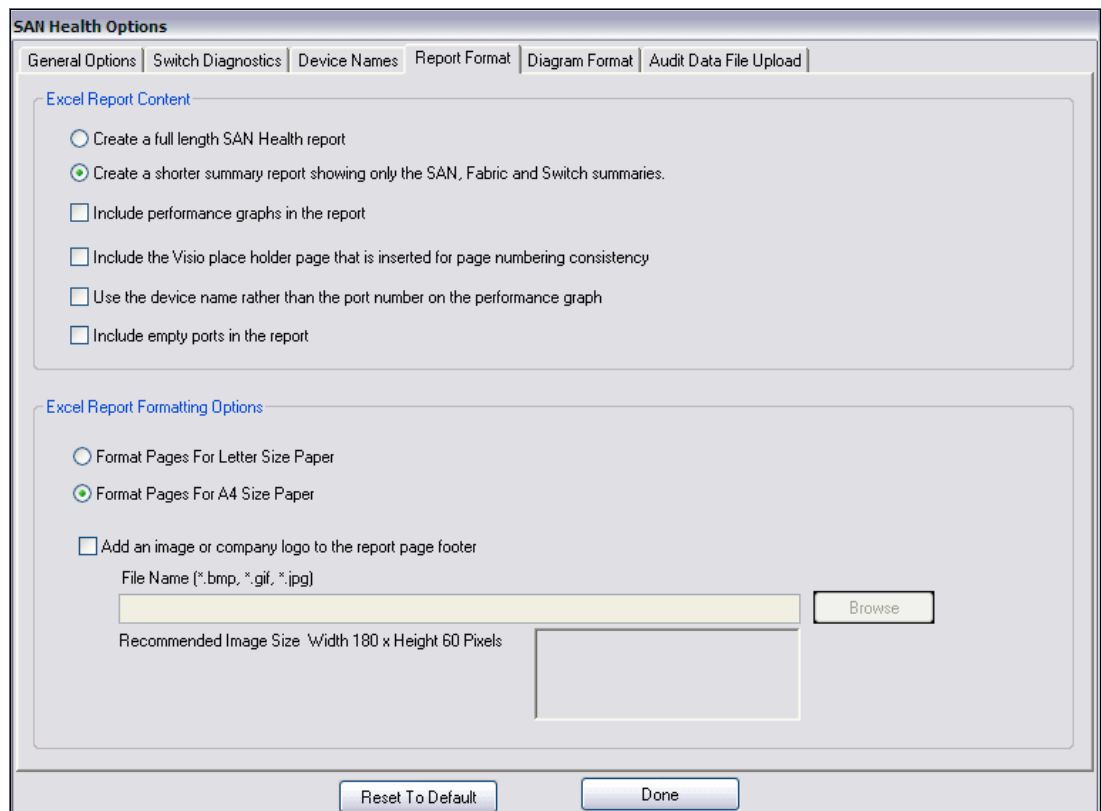 SAN Health Options
General Options
Switch Diagnostics
Device Names
Report Format
Diagram Format
Audit Data File Upload
Excel Report Content
Create a full length SAN Health report
Create a shorter summary report showing only the SAN, Fabric and Switch summaries.
Include performance graphs in the report
Include the Visio place holder page that is inserted for page numbering consistency
Use the device name rather than the port number on the performance graph
Include empty ports in the report
Excel Report Formatting Options
Format Pages For Letter Size Paper
Format Pages For A4 Size Paper
Add an image or company logo to the report page footer
File Name (*.bmp, *.gif, *.jpg)
Browse
Recommended Image Size  Width 180 x Height 60 Pixels
Reset To Default
Done